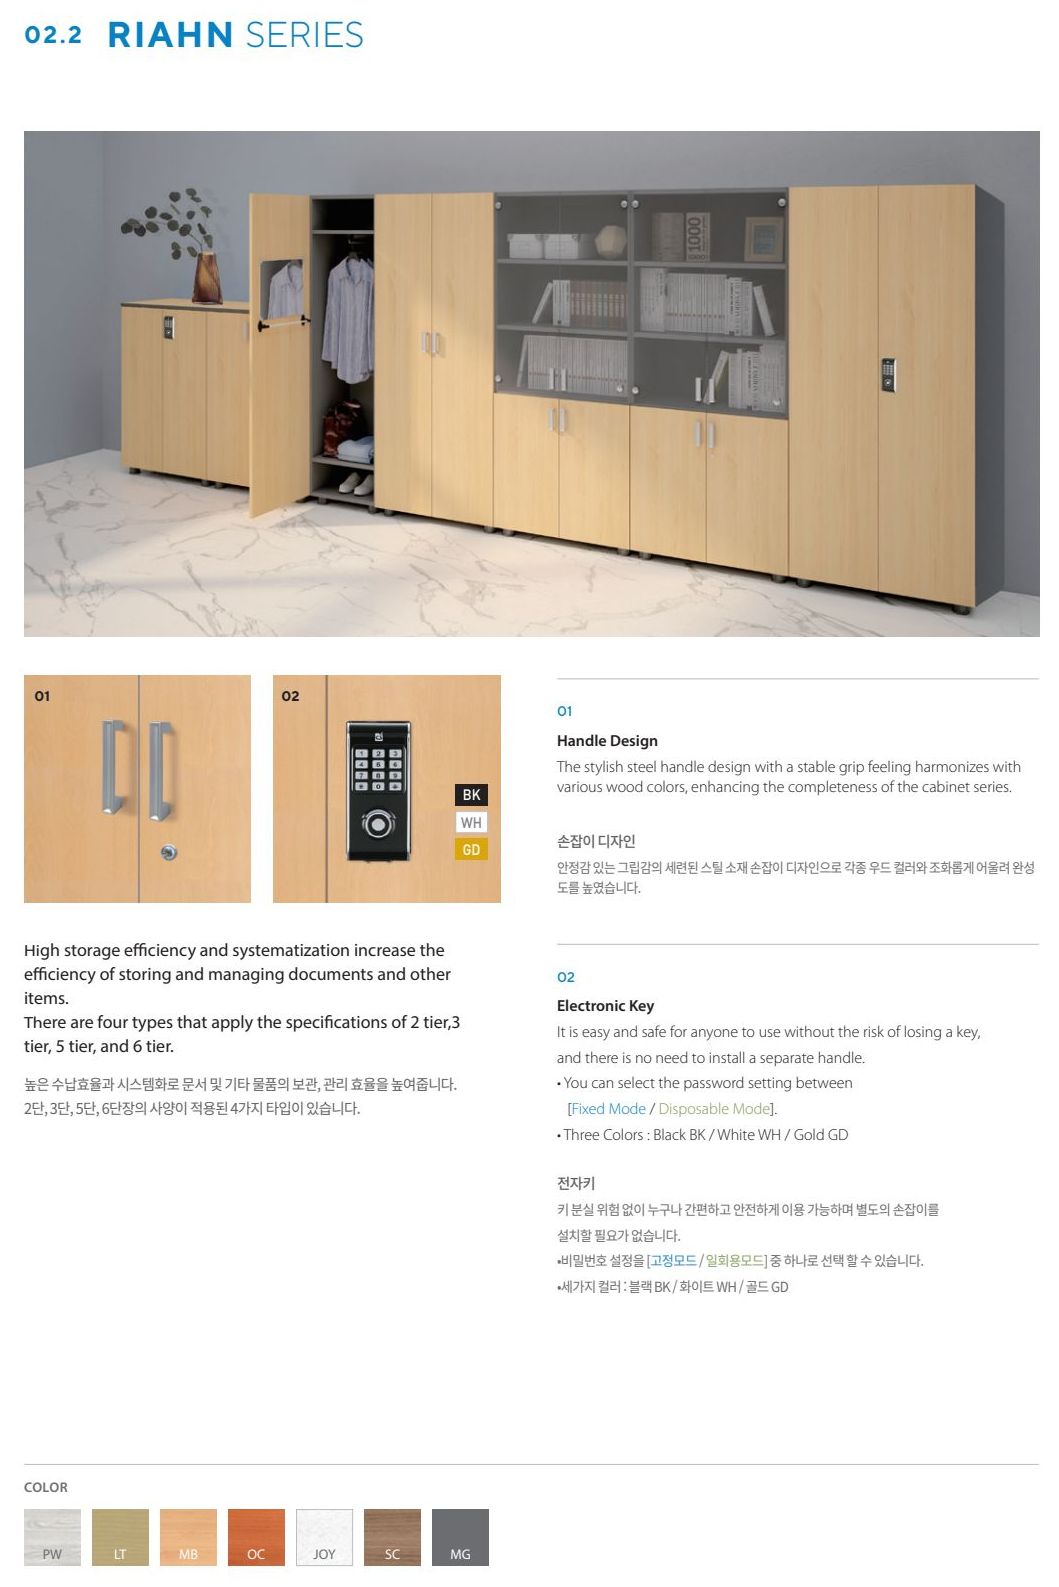 02.2 RIAHN SERIES
1000
01
02
1 2 3
4 5 6
7 8 9
0
BK
WH
GD
High storage efficiency and systematization increase the
efficiency of storing and managing documents and other
items.
There are four types that apply the specifications of 2 tier,3
tier, 5 tier, and 6 tier.
높은 수납효율과 시스템화로 문서 및 기타 물품의 보관, 관리 효율을 높여줍니다.
2단, 3단, 5단, 6단장의 사양이 적용된 4가지 타입이 있습니다.
01
Handle Design
The stylish steel handle design with a stable grip feeling harmonizes with
various wood colors, enhancing the completeness of the cabinet series.
손잡이 디자인
안정감 있는 그립감의 세련된 스틸 소재 손잡이 디자인으로 각종 우드 컬러와 조화롭게 어울려 완성
도를 높였습니다.
02
Electronic Key
It is easy and safe for anyone to use without the risk of losing a key,
and there is no need to install a separate handle.
• You can select the password setting between
[Fixed Mode / Disposable Mode].
• Three Colors : Black BK / White WH / Gold GD
전자키
키 분실 위험 없이 누구나 간편하고 안전하게 이용 가능하며 별도의 손잡이를
설치할 필요가 없습니다.
•비밀번호 설정을 [고정모드 / 일회용모드] 중 하나로 선택 할 수 있습니다.
•세가지 컬러 : 블랙 BK / 화이트 WH / 골드 GD
COLOR
PW LT MB OC JOY SC MG